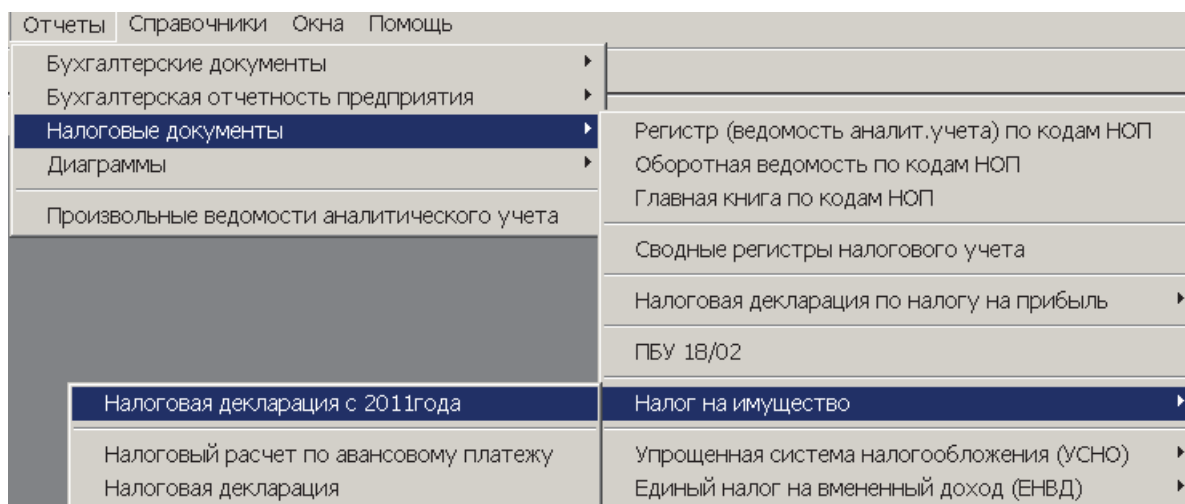 Отчеты Справочники Окна Помощь
Бухгалтерские документы
Бухгалтерская отчетность предприятия
Налоговые документы
Диаграммы
Произвольные ведомости аналитического учета
Регистр (ведомость аналит.учета) по кодам НОП
Оборотная ведомость по кодам НОП
Главная книга по кодам НОП
Сводные регистры налогового учета
Налоговая декларация по налогу на прибыль
ПБУ 18/02
Налог на имущество
Упрощенная система налогообложения (УСНО)
Единый налог на вмененный доход (ЕНВД)
Налоговая декларация с 2011года
Налоговый расчет по авансовому платежу
Налоговая декларация